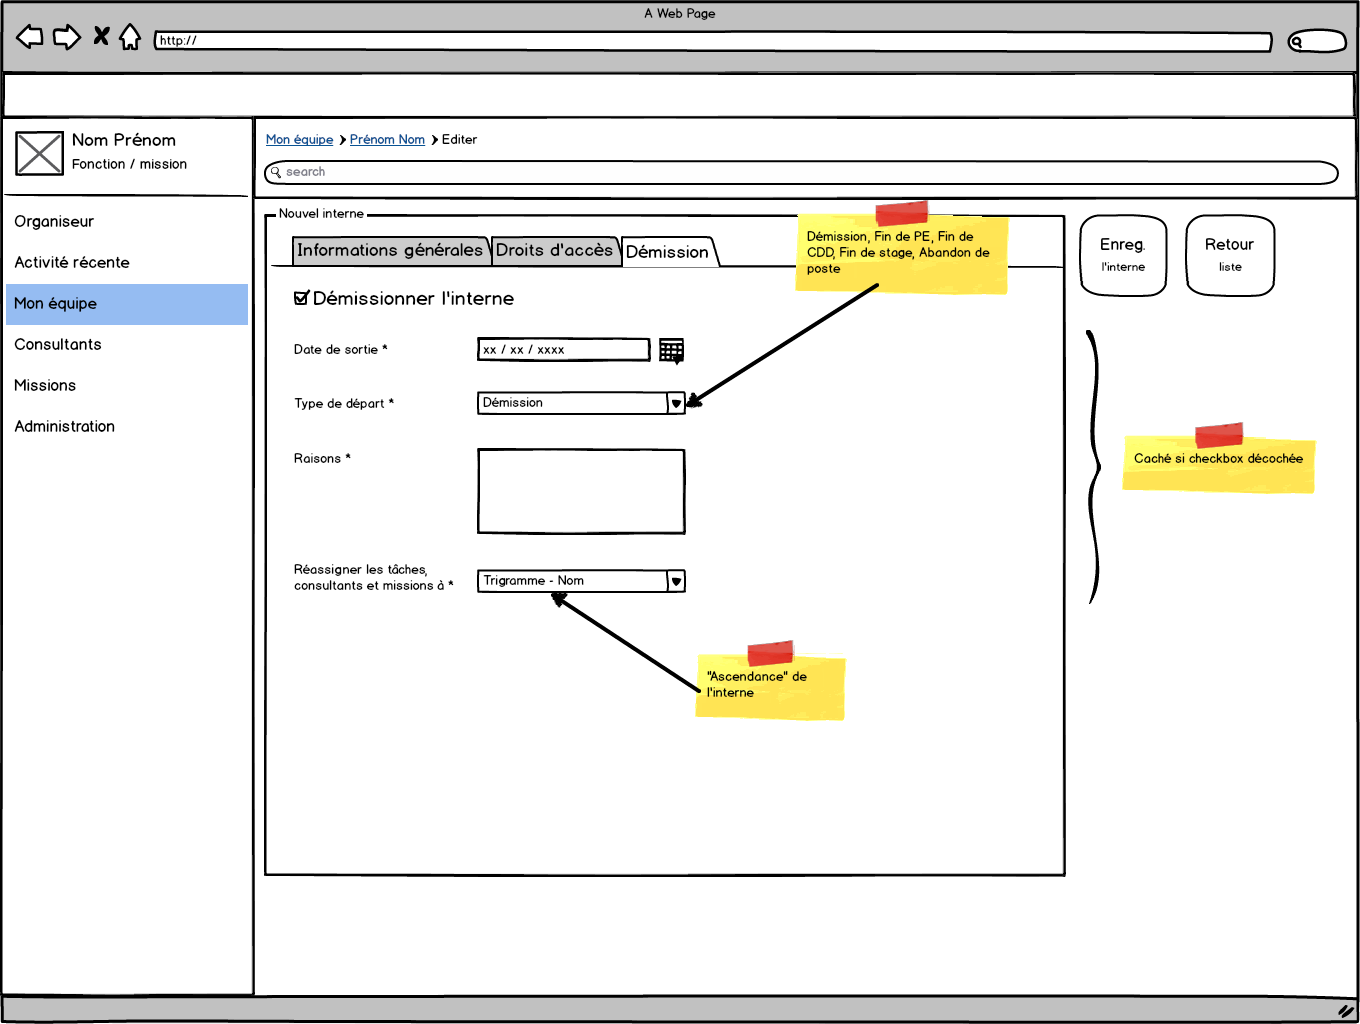 A Web Page
http://
Nom Prénom
Fonction / mission
Organiseur
Activité récente
Mon équipe
Consultants
Missions
Administration
Mon équipe > Prénom Nom > Editer
search
Nouvel interne
Informations générales
Droits d'accès
Démission
Démission, Fin de PE, Fin de
CDD, Fin de stage, Abandon de
poste
Enreg.
l'interne
Retour
liste
Démissionner l'interne
Date de sortie *
xx / xx / xxxx
Type de départ *
Démission
Raisons *
Caché si checkbox décochée
Réassigner les tâches,
consultants et missions à *
Trigramme - Nom
"Ascendance" de
l'interne